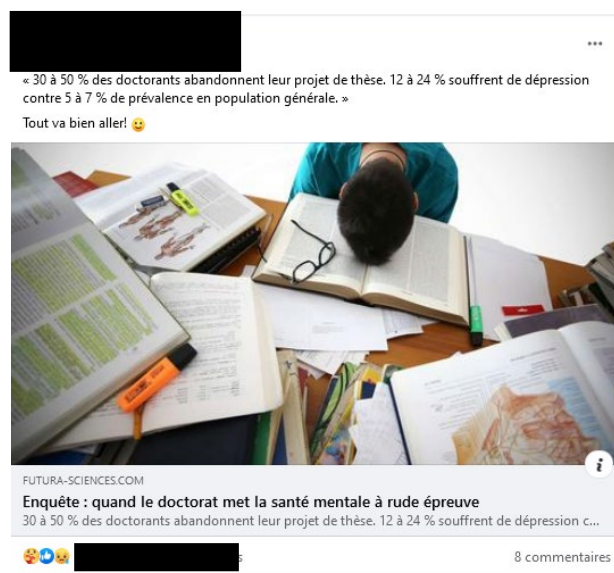 « 30 à 50 % des doctorants abandonnent leur projet de thèse. 12 à 24 % souffrent de dépression
contre 5 à 7 % de prévalence en population générale. »
Tout va bien aller!
FUTURA-SCIENCES.COM
Enquête : quand le doctorat met la santé mentale à rude épreuve
30 à 50 % des doctorants abandonnent leur projet de thèse. 12 à 24 % souffrent de dépression c...
8 commentaires